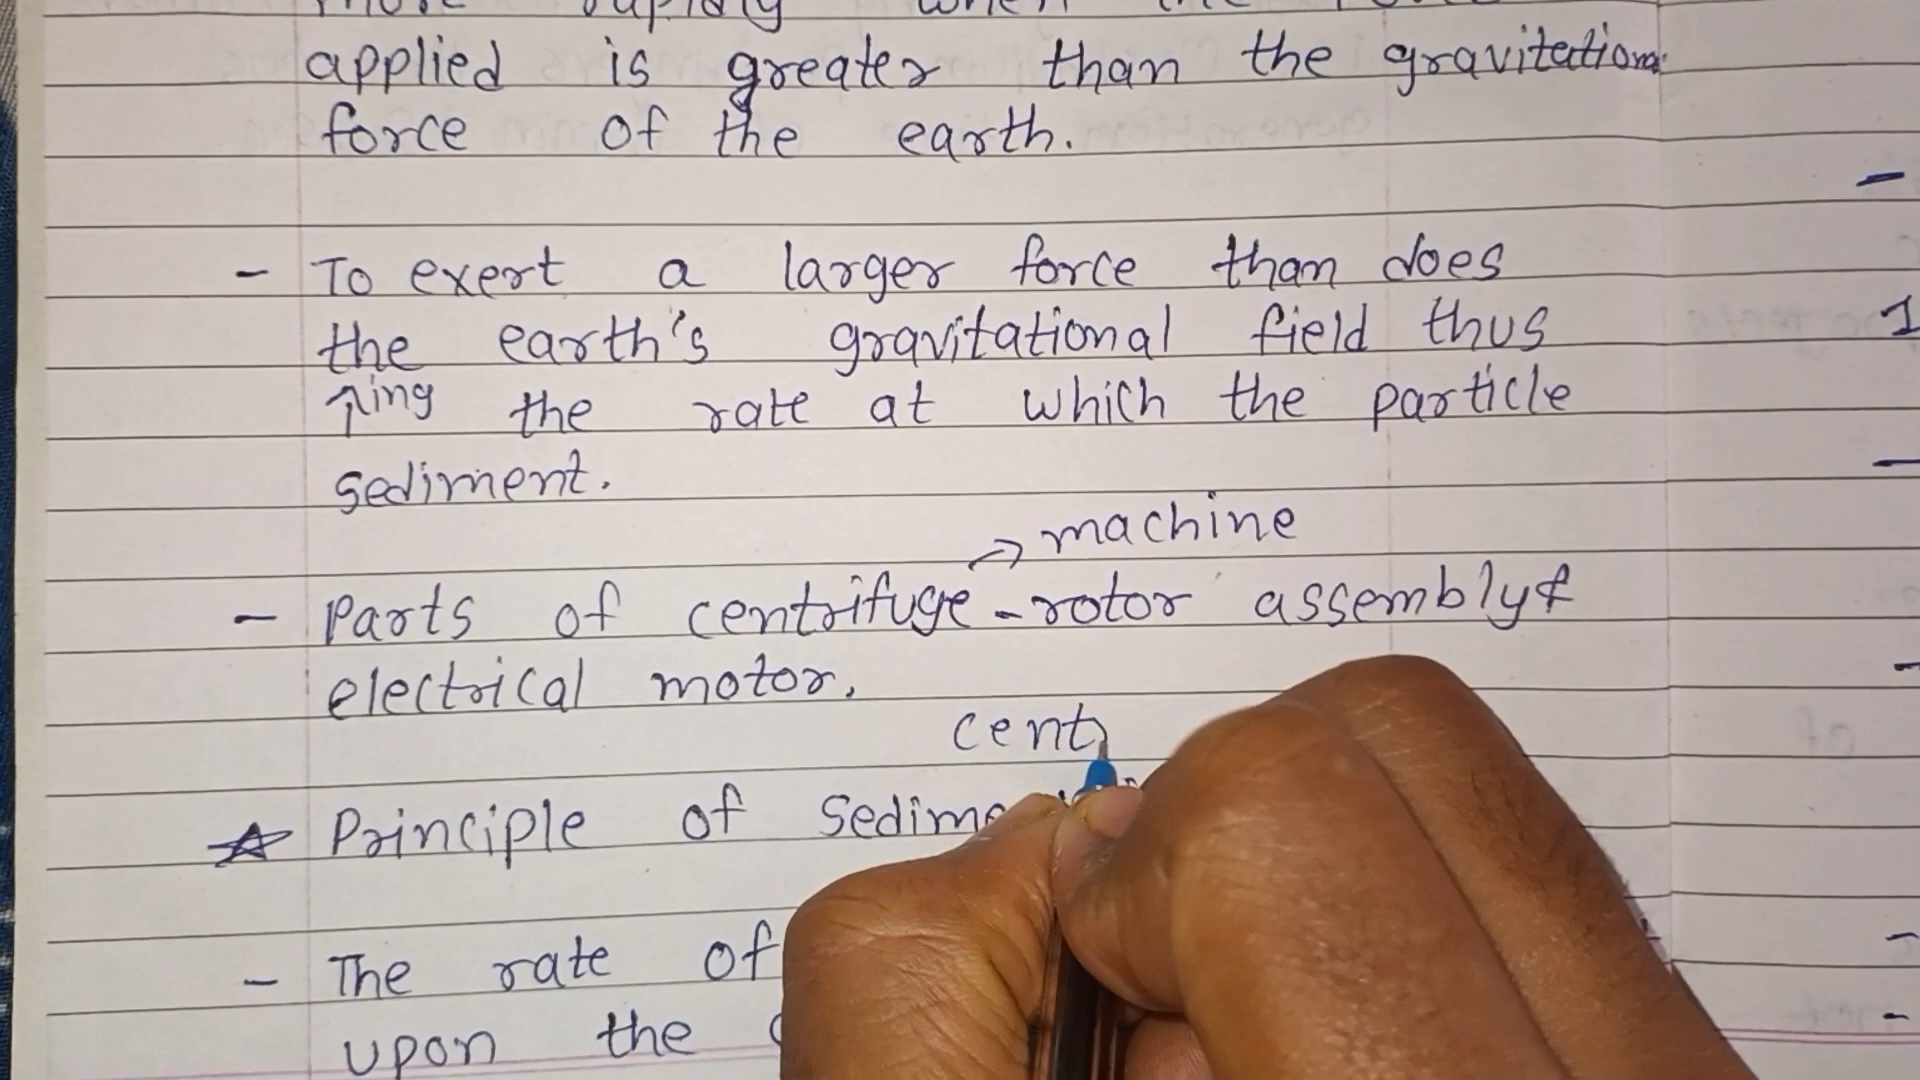 applied is greater than the gravitational
force of the earth.
- To exert a larger force than does
the earth's gravitational field thus
↑ing the rate at which the particle
sediment.
→ machine
- Parts of centrifuge - rotor assembly &
electrical motor.
cent
☆ Principle of Sedime
- The rate of
upon the
1